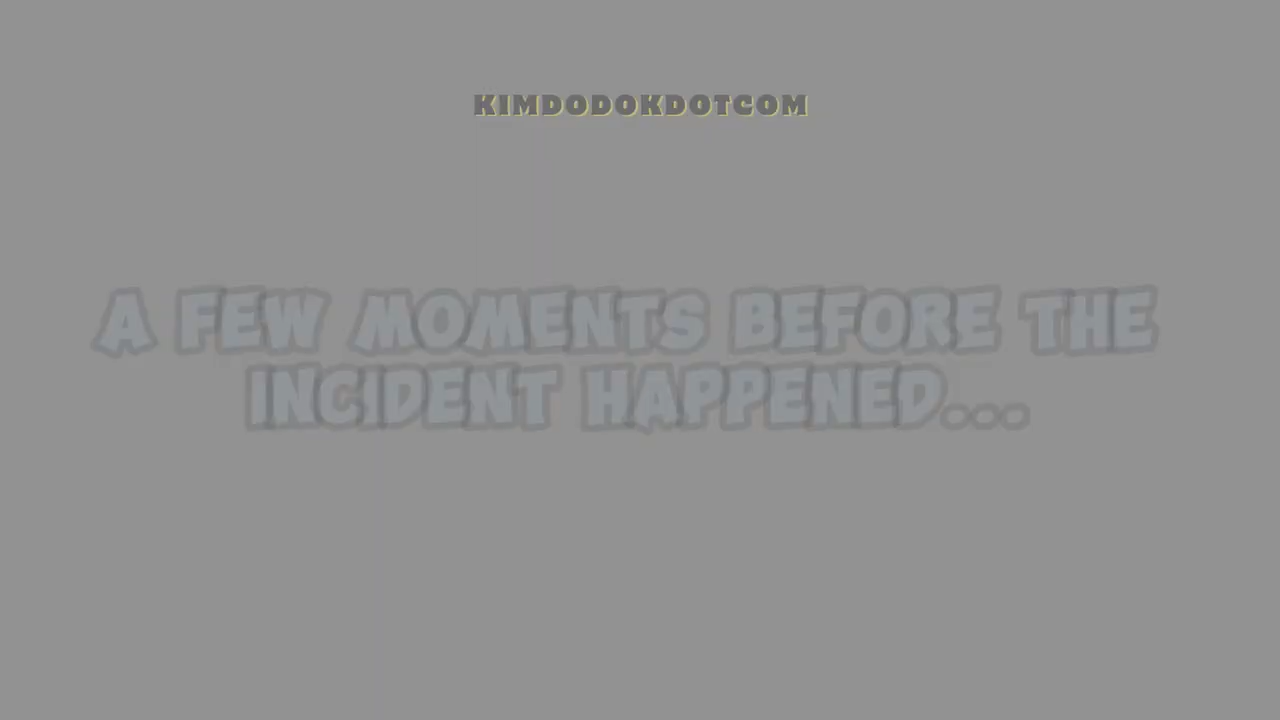 KIMDODOKDOTCOM
A FEW MOMENTS BEFORE THE
INCIDENT HAPPENED...